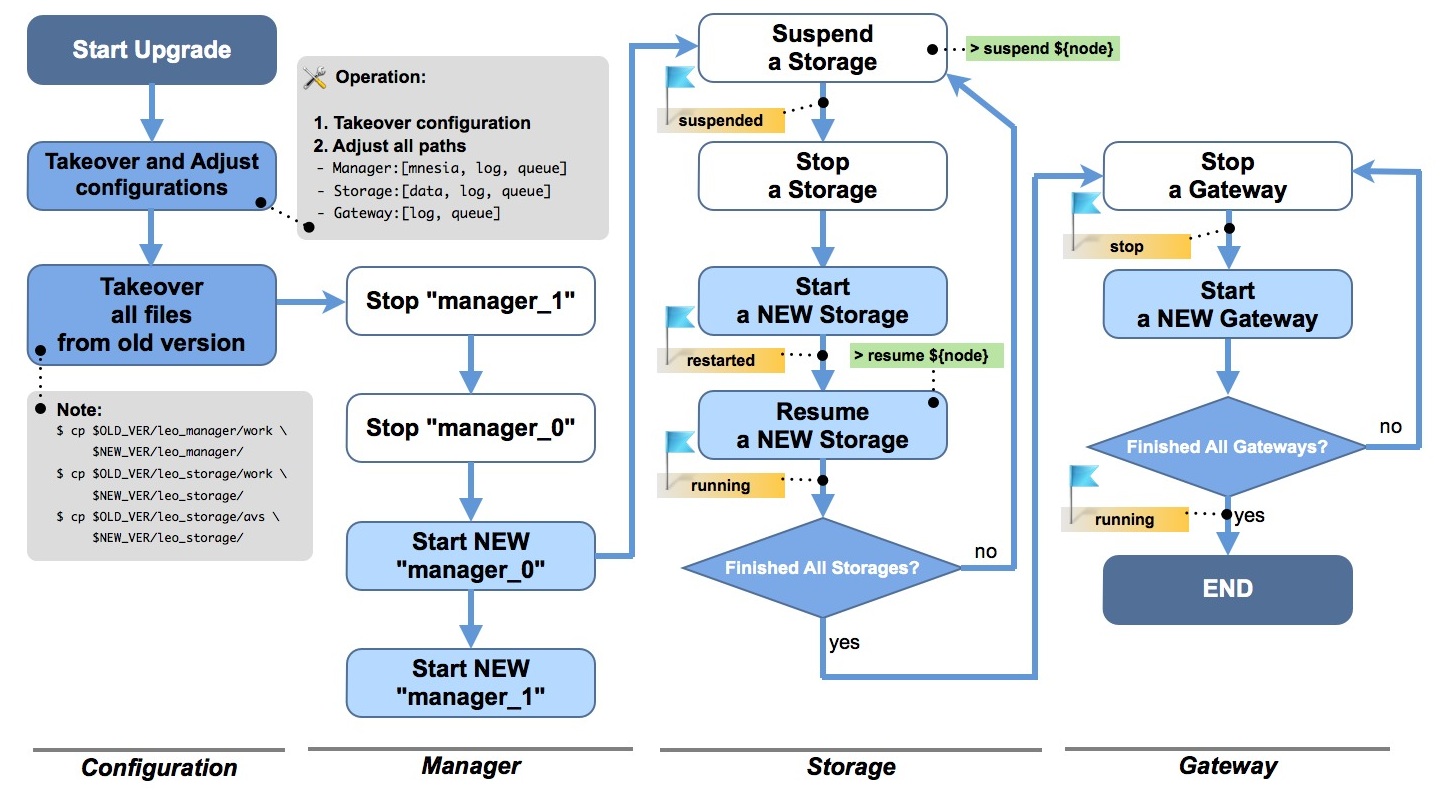 Start Upgrade
Takeover and Adjust
configurations
Takeover
all files
from old version
Operation:
1. Takeover configuration
2. Adjust all paths
- Manager:[mnesia, log, queue]
- Storage:[data, log, queue]
- Gateway:[log, queue]
Note:
$ cp $OLD_VER/leo_manager/work \
$NEW_VER/leo_manager/
$ cp $OLD_VER/leo_storage/work \
$NEW_VER/leo_storage/
$ cp $OLD_VER/leo_storage/avs \
$NEW_VER/leo_storage/
Configuration
Stop "manager_1"
Stop "manager_0"
Start NEW
"manager_0"
Start NEW
"manager_1"
Manager
Suspend
a Storage
> suspend ${node}
suspended
Stop
a Storage
Start
a NEW Storage
restarted
> resume ${node}
Resume
a NEW Storage
running
Finished All Storages?
no
yes
Storage
Stop
a Gateway
stop
Start
a NEW Gateway
Finished All Gateways?
no
running
yes
END
Gateway